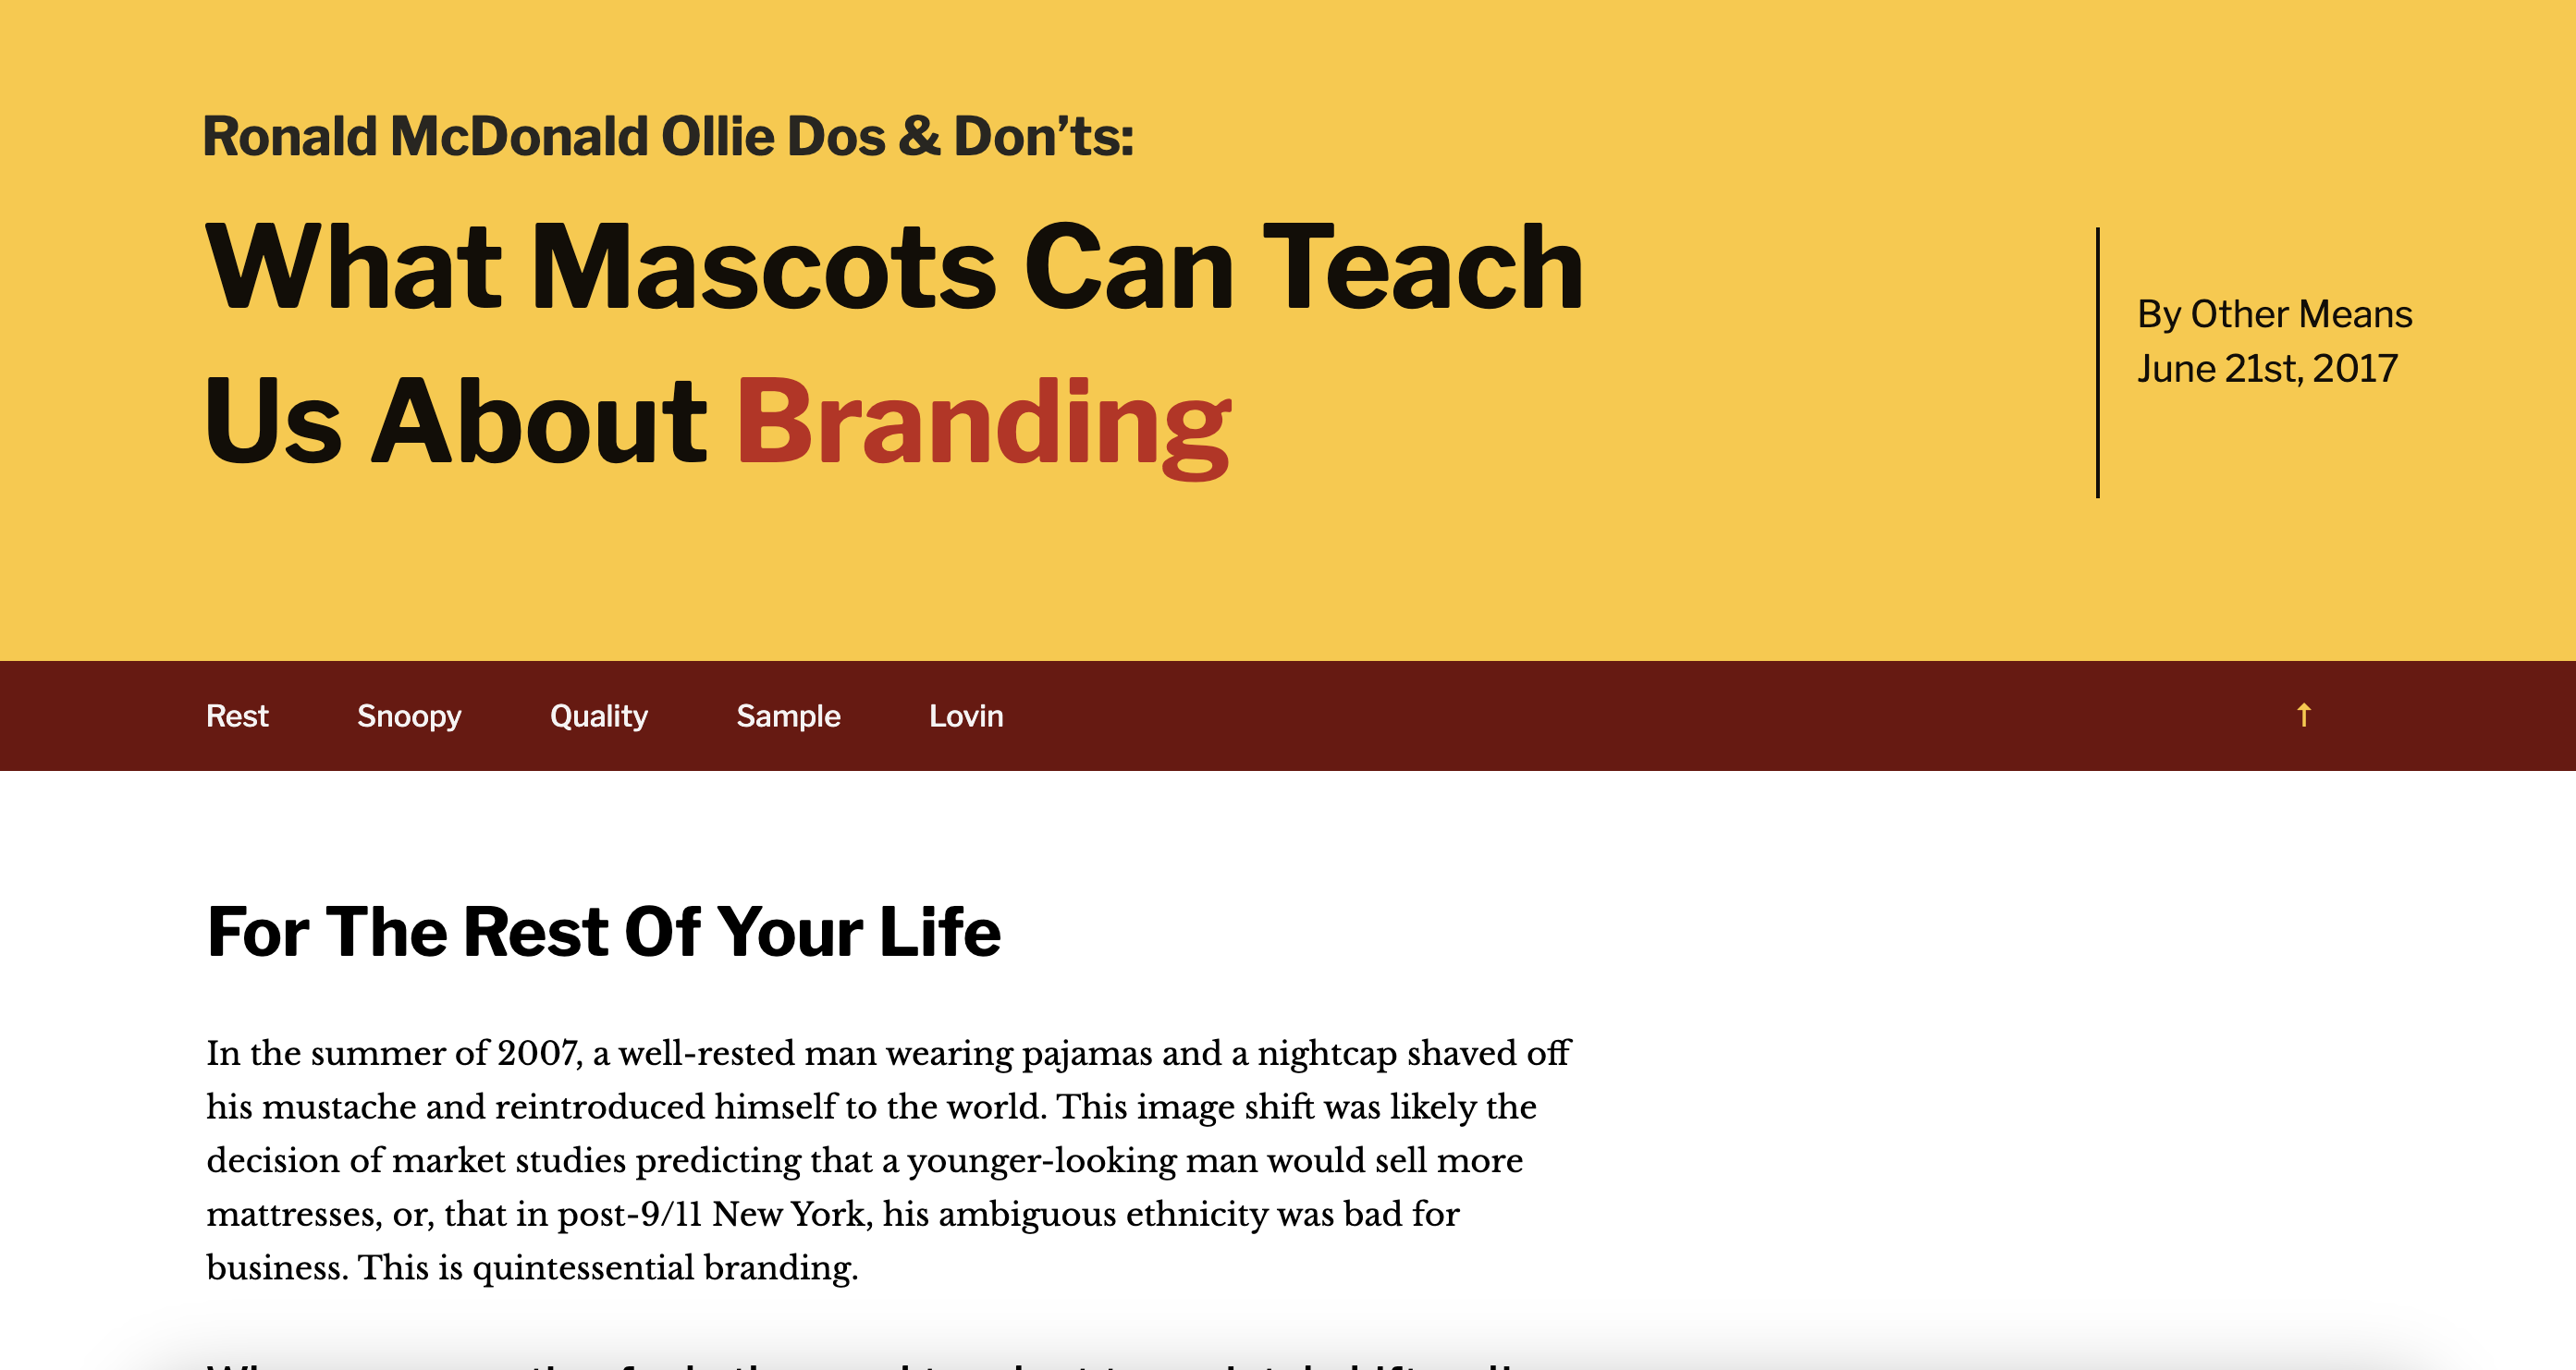 Ronald McDonald Ollie Dos & Don’ts:
What Mascots Can Teach
Us About Branding
By Other Means
June 21st, 2017
Rest Snoopy Quality Sample Lovin ↑
For The Rest Of Your Life
In the summer of 2007, a well-rested man wearing pajamas and a nightcap shaved off
his mustache and reintroduced himself to the world. This image shift was likely the
decision of market studies predicting that a younger-looking man would sell more
mattresses, or, that in post-9/11 New York, his ambiguous ethnicity was bad for
business. This is quintessential branding.